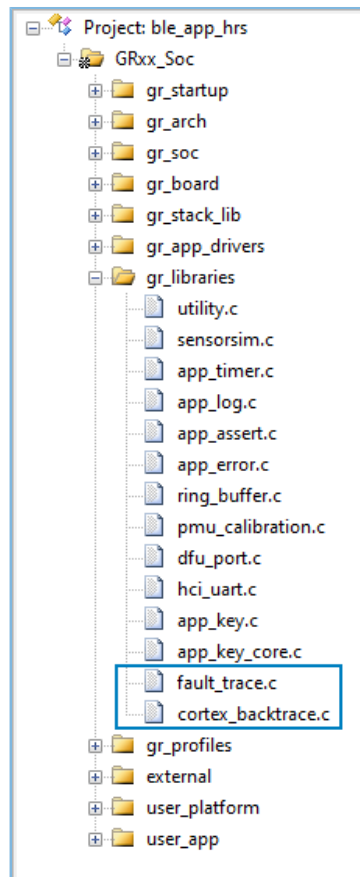 Project: ble_app_hrs
GRxx_Soc
gr_startup
gr_arch
gr_soc
gr_board
gr_stack_lib
gr_app_drivers
gr_libraries
utility.c
sensorsim.c
app_timer.c
app_log.c
app_assert.c
app_error.c
ring_buffer.c
pmu_calibration.c
dfu_port.c
hci_uart.c
app_key.c
app_key_core.c
fault_trace.c
cortex_backtrace.c
gr_profiles
external
user_platform
user_app